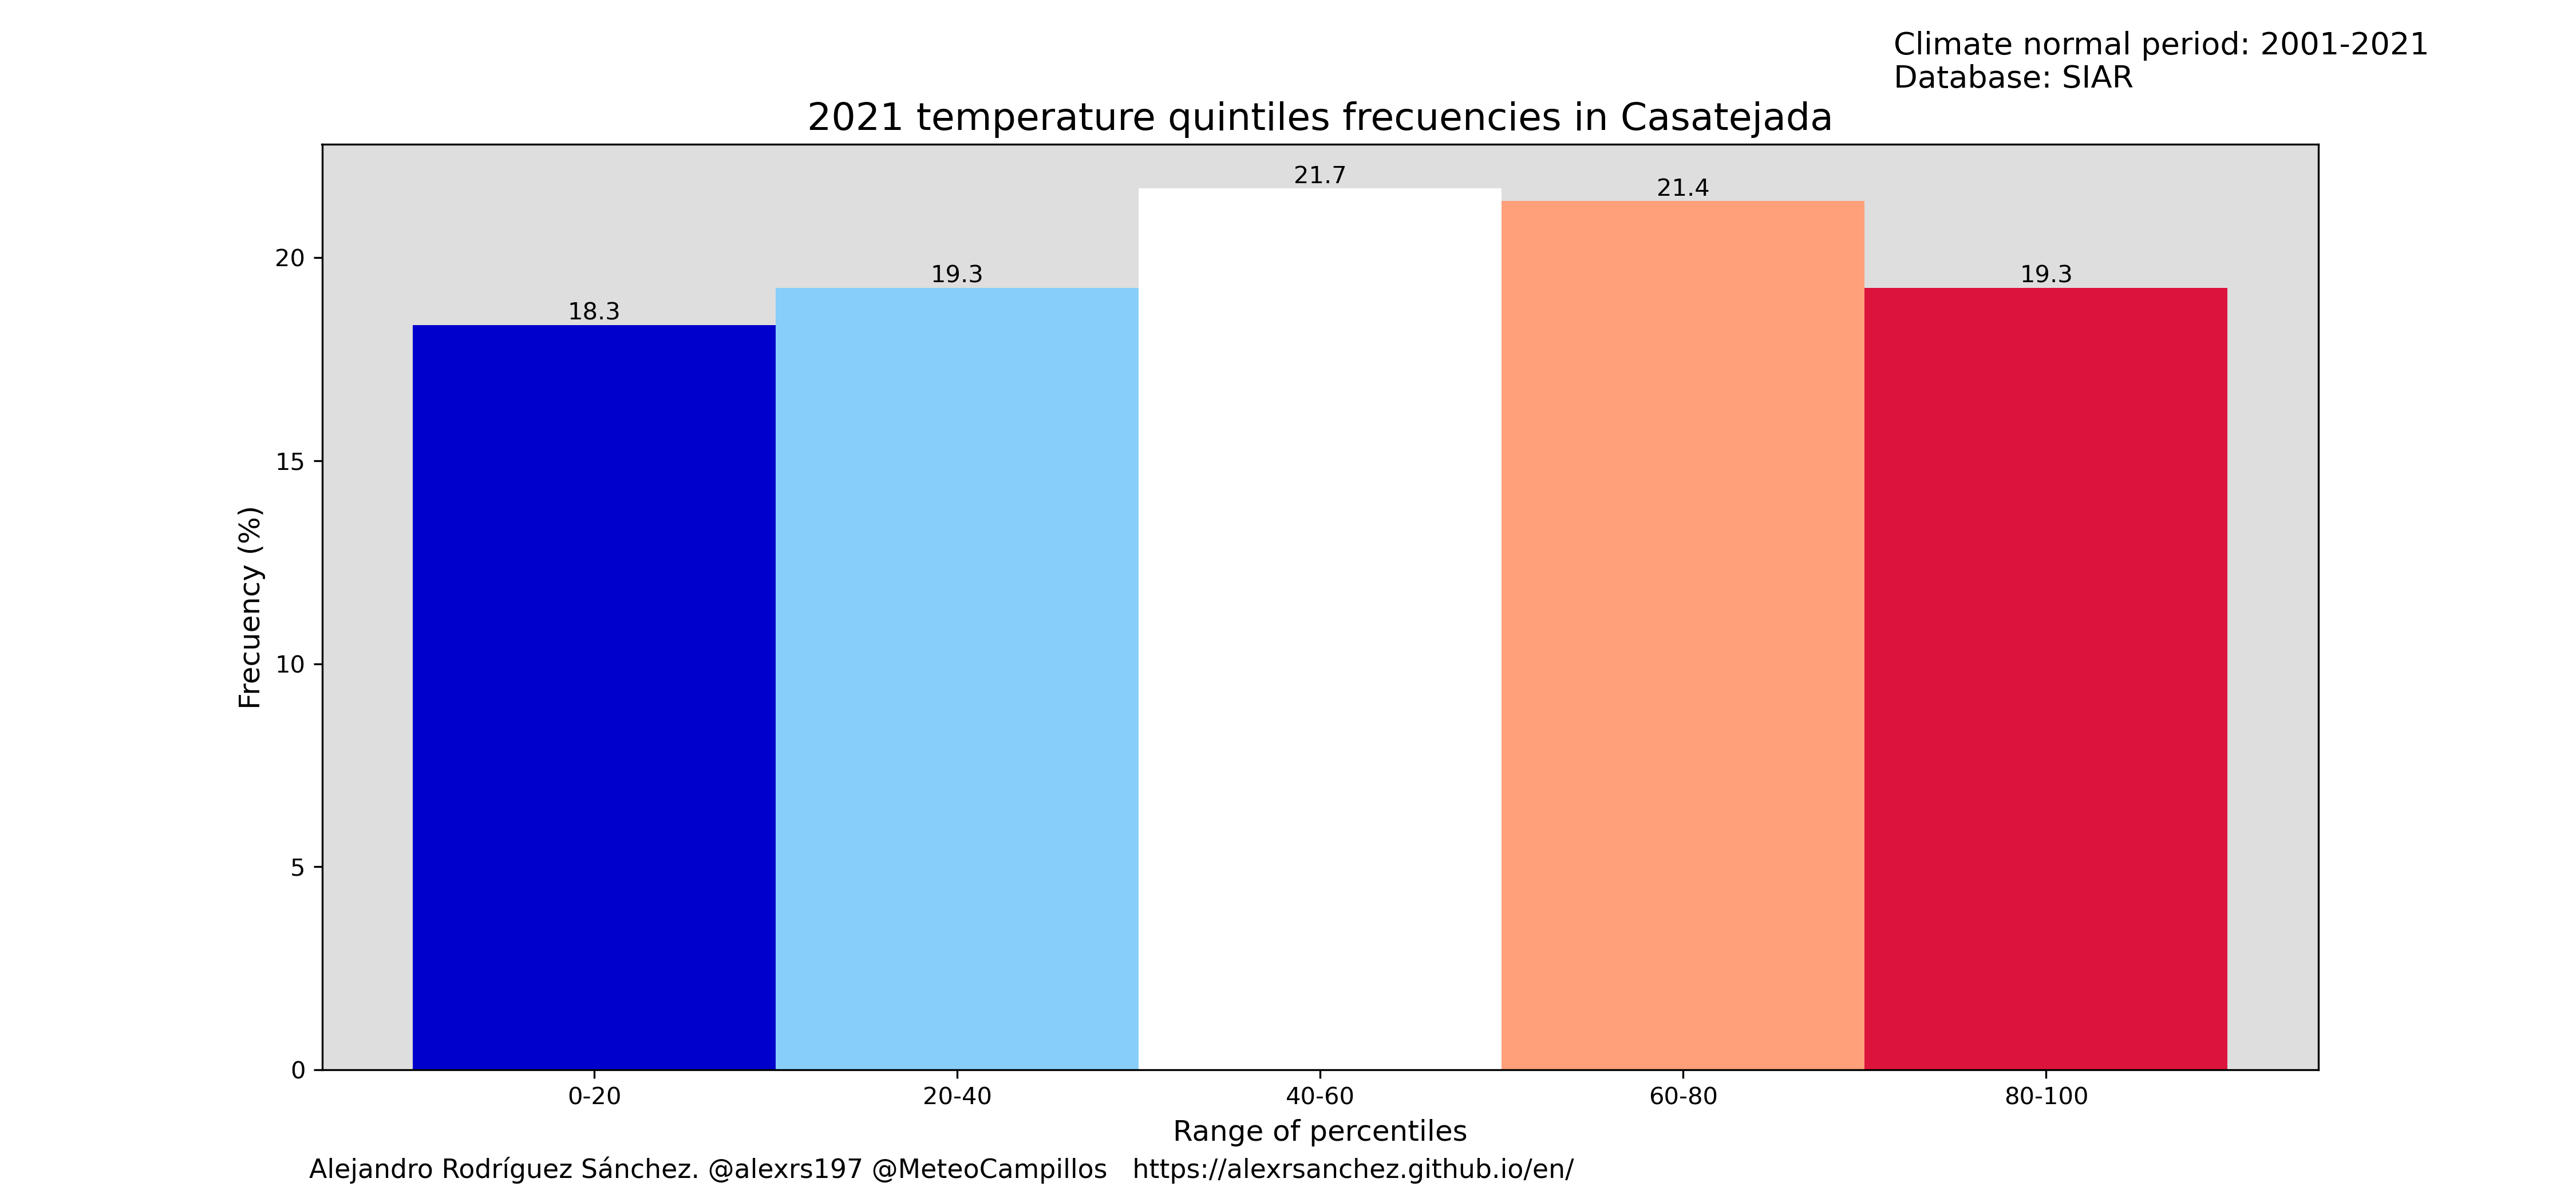 Climate normal period: 2001-2021
Database: SIAR
2021 temperature quintiles frecuencies in Casatejada
21.7
21.4
20
19.3
19.3
18.3
15
Frecuency (%)
10
5
0
0-20
20-40
40-60
60-80
80-100
Range of percentiles
Alejandro Rodríguez Sánchez. @alexrs197 @MeteoCampillos https://alexrsanchez.github.io/en/